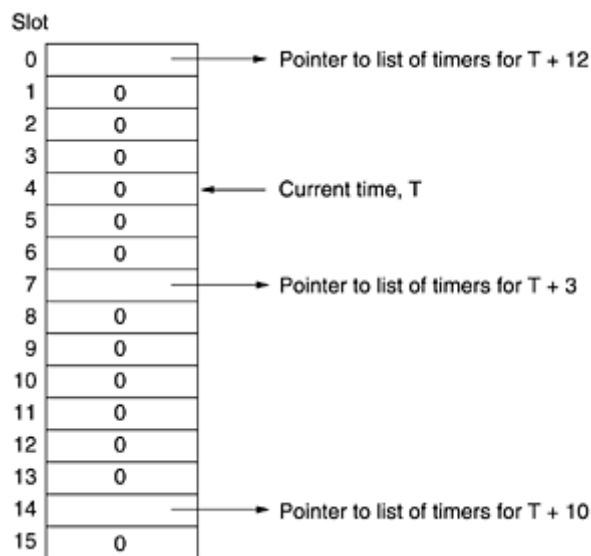 Slot
0 Pointer to list of timers for T + 12
1 0
2 0
3 0
4 0 Current time, T
5 0
6 0
7 Pointer to list of timers for T + 3
8 0
9 0
10 0
11 0
12 0
13 0
14 Pointer to list of timers for T + 10
15 0